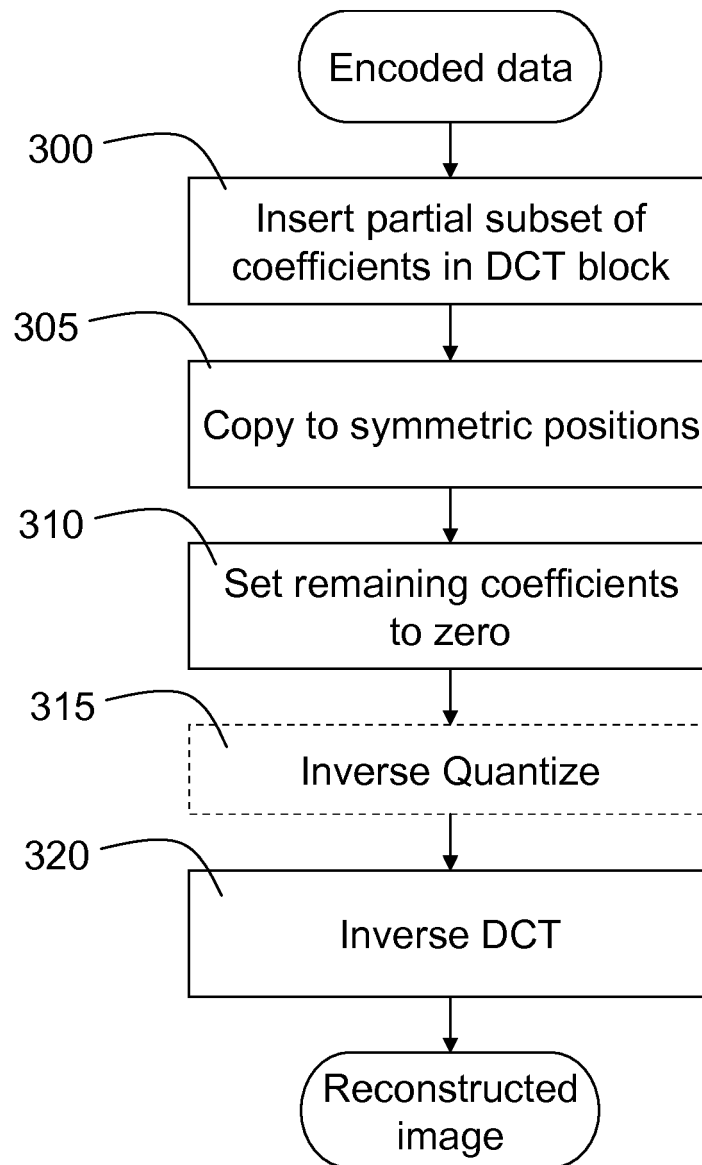 Encoded data
300
Insert partial subset of
coefficients in DCT block
305
Copy to symmetric positions
310
Set remaining coefficients
to zero
315
Inverse Quantize
320
Inverse DCT
Reconstructed
image